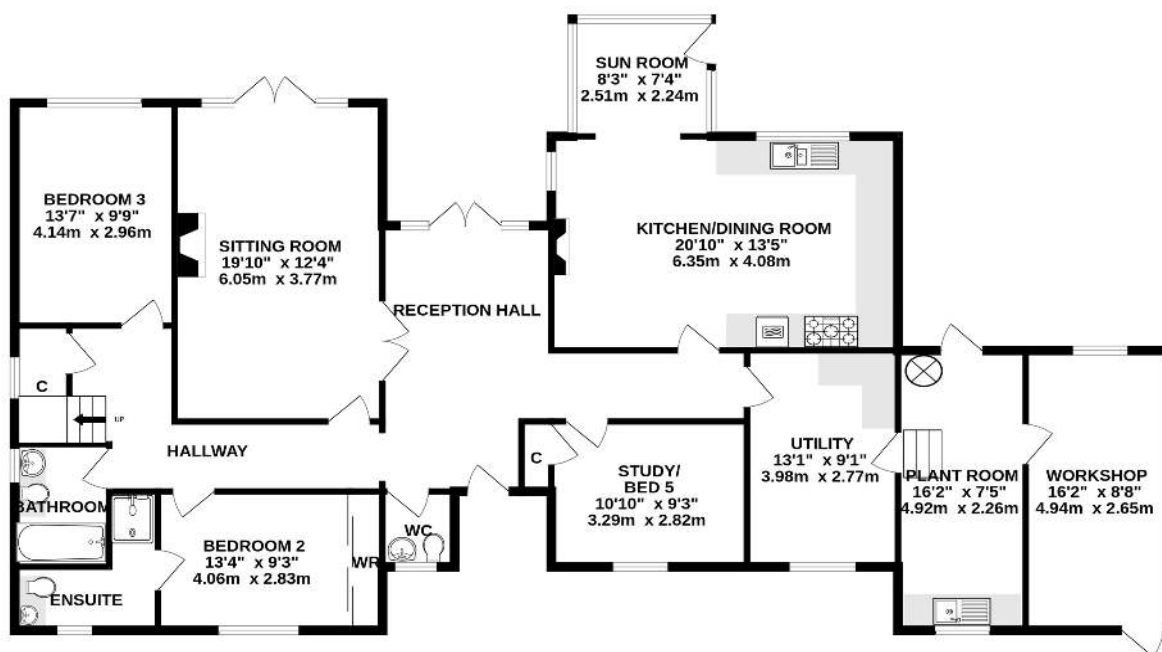 SUN ROOM
8'3" x 7'4"
2.51m x 2.24m
BEDROOM 3
13'7" x 9'9"
4.14m x 2.96m
SITTING ROOM
19'10" x 12'4"
6.05m x 3.77m
KITCHEN/DINING ROOM
20'10" x 13'5"
6.35m x 4.08m
RECEPTION HALL
C
UP
HALLWAY
BATHROOM
C
STUDY/
BED 5
10'10" x 9'3"
3.29m x 2.82m
UTILITY
13'1" x 9'1"
3.98m x 2.77m
PLANT ROOM
16'2" x 7'5"
4.92m x 2.26m
WORKSHOP
16'2" x 8'8"
4.94m x 2.65m
WC
BEDROOM 2
13'4" x 9'3"
4.06m x 2.83m
WR
ENSUITE